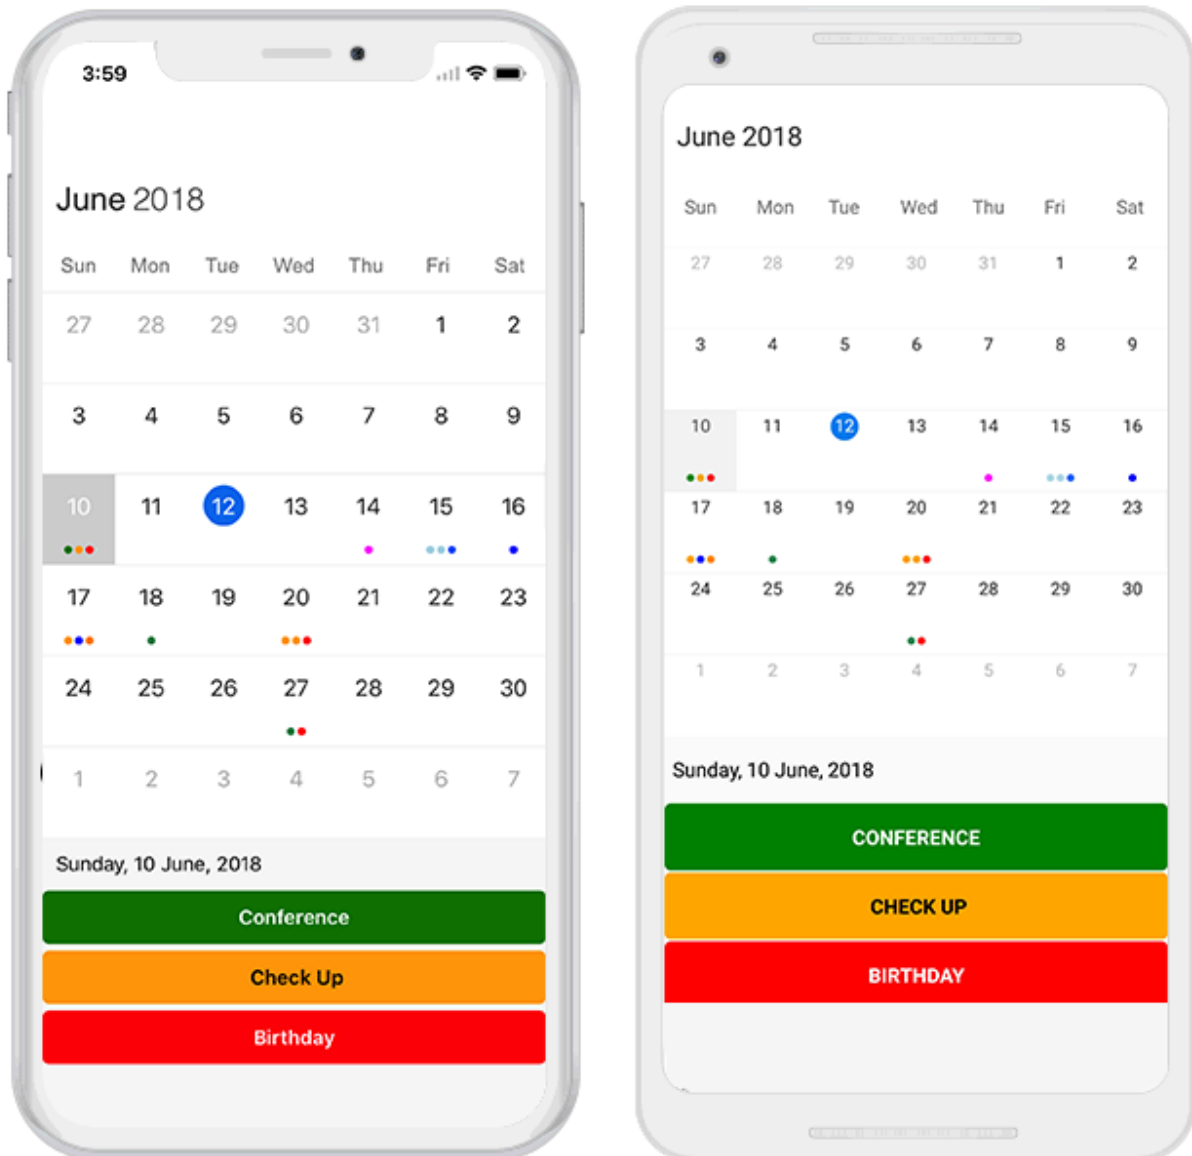 3:59
June 2018
Sun Mon Tue Wed Thu Fri Sat
27 28 29 30 31 1 2
3 4 5 6 7 8 9
10 11 12 13 14 15 16
17 18 19 20 21 22 23
24 25 26 27 28 29 30
1 2 3 4 5 6 7
Sunday, 10 June, 2018
Conference
Check Up
Birthday
June 2018
Sun Mon Tue Wed Thu Fri Sat
27 28 29 30 31 1 2
3 4 5 6 7 8 9
10 11 12 13 14 15 16
17 18 19 20 21 22 23
24 25 26 27 28 29 30
1 2 3 4 5 6 7
Sunday, 10 June, 2018
CONFERENCE
CHECK UP
BIRTHDAY